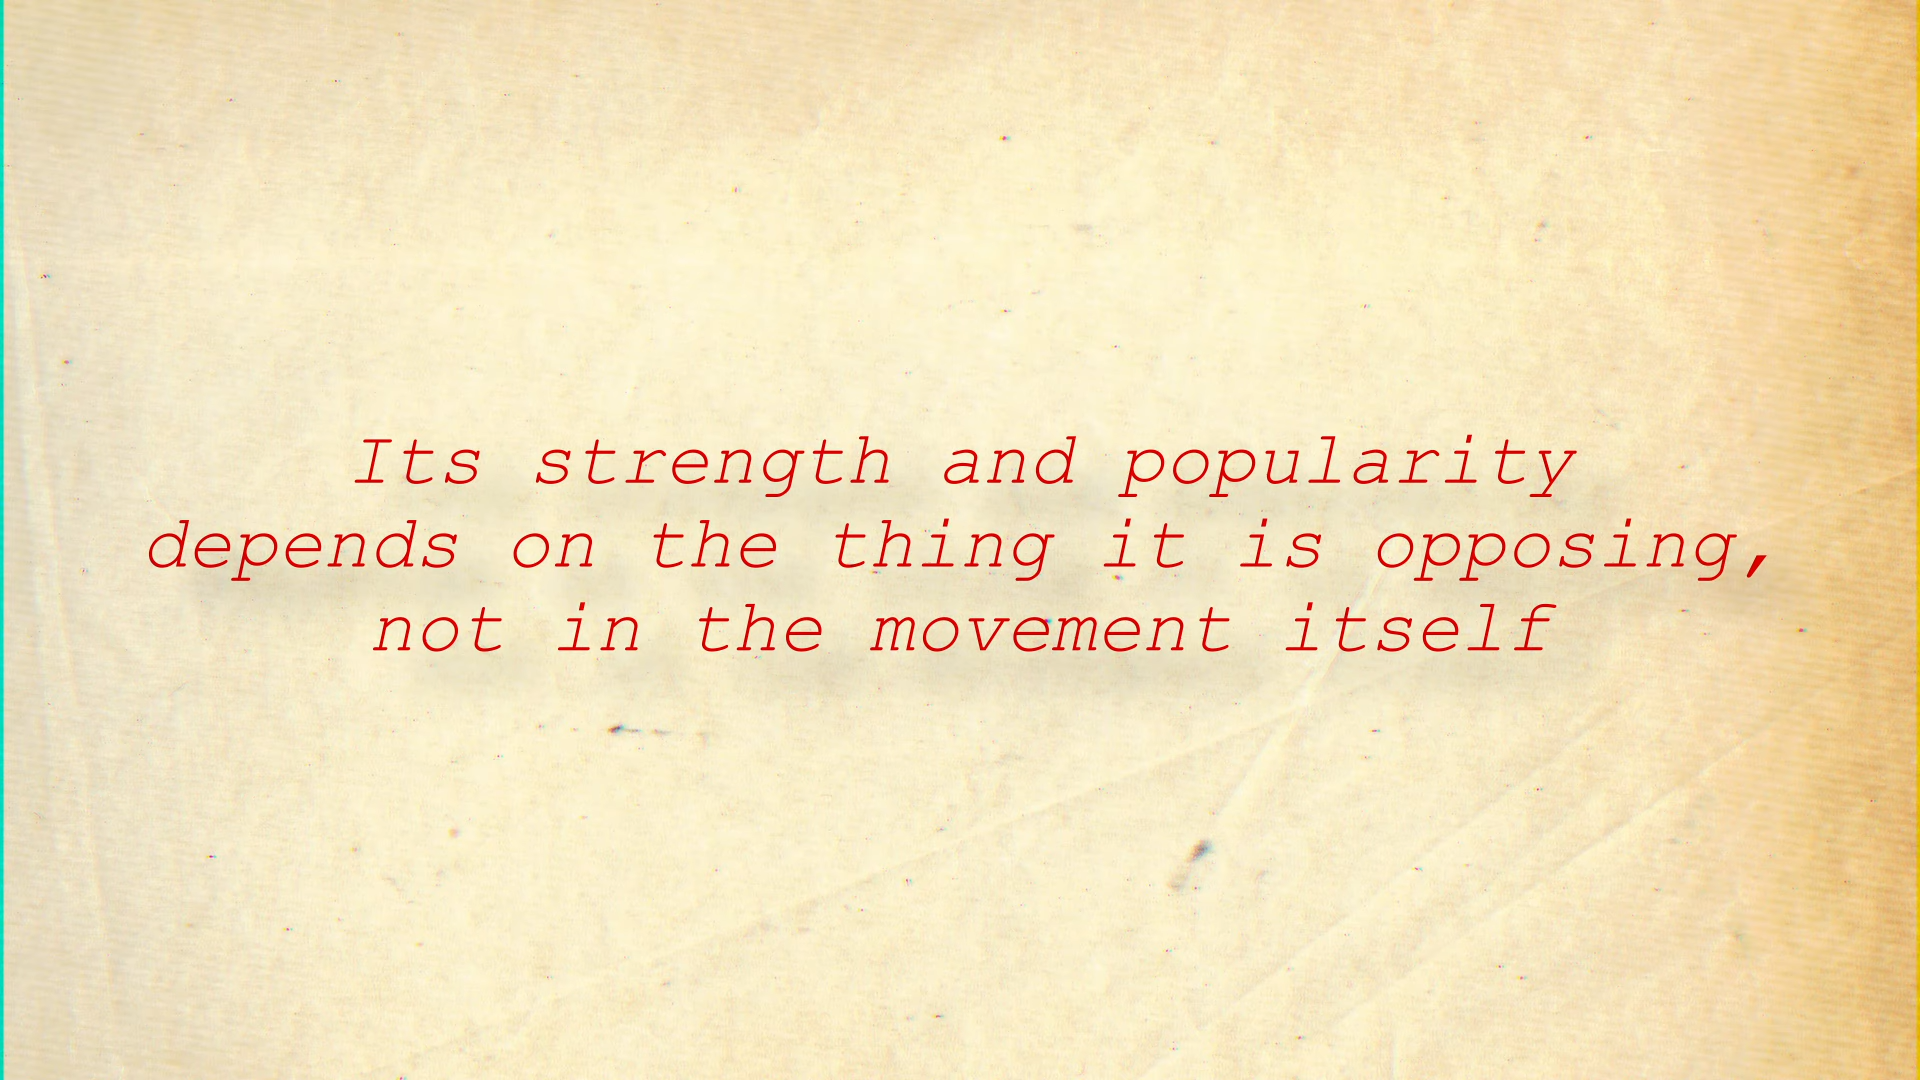 Its strength and popularity
depends on the thing it is opposing,
not in the movement itself